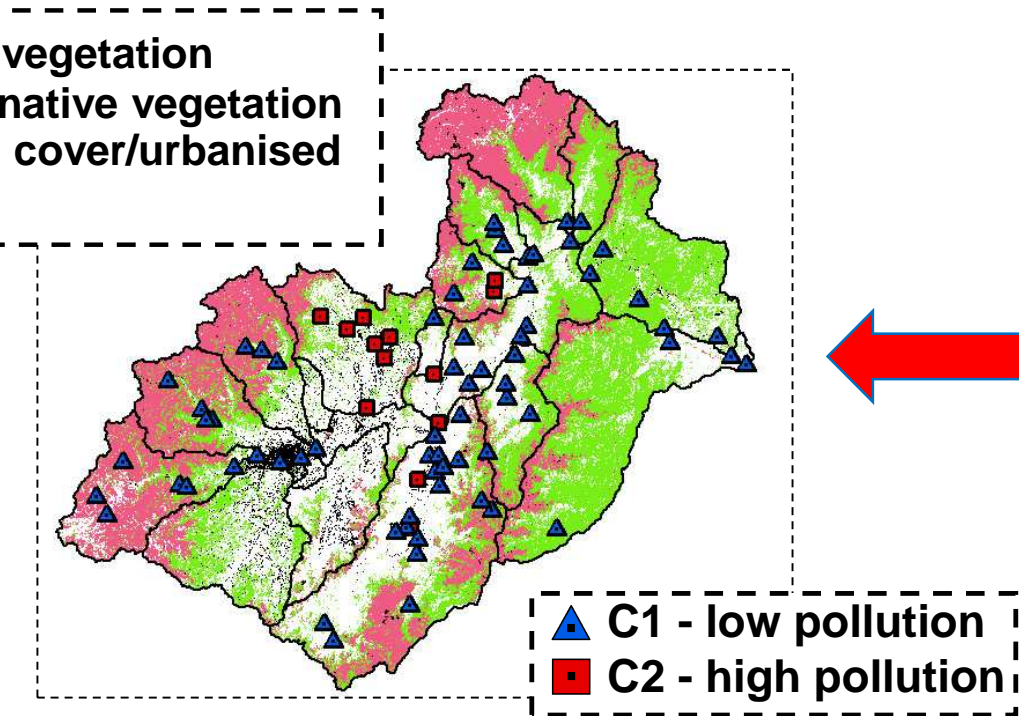 vegetation
native vegetation
cover/urbanised
C1 - low pollution
C2 - high pollution